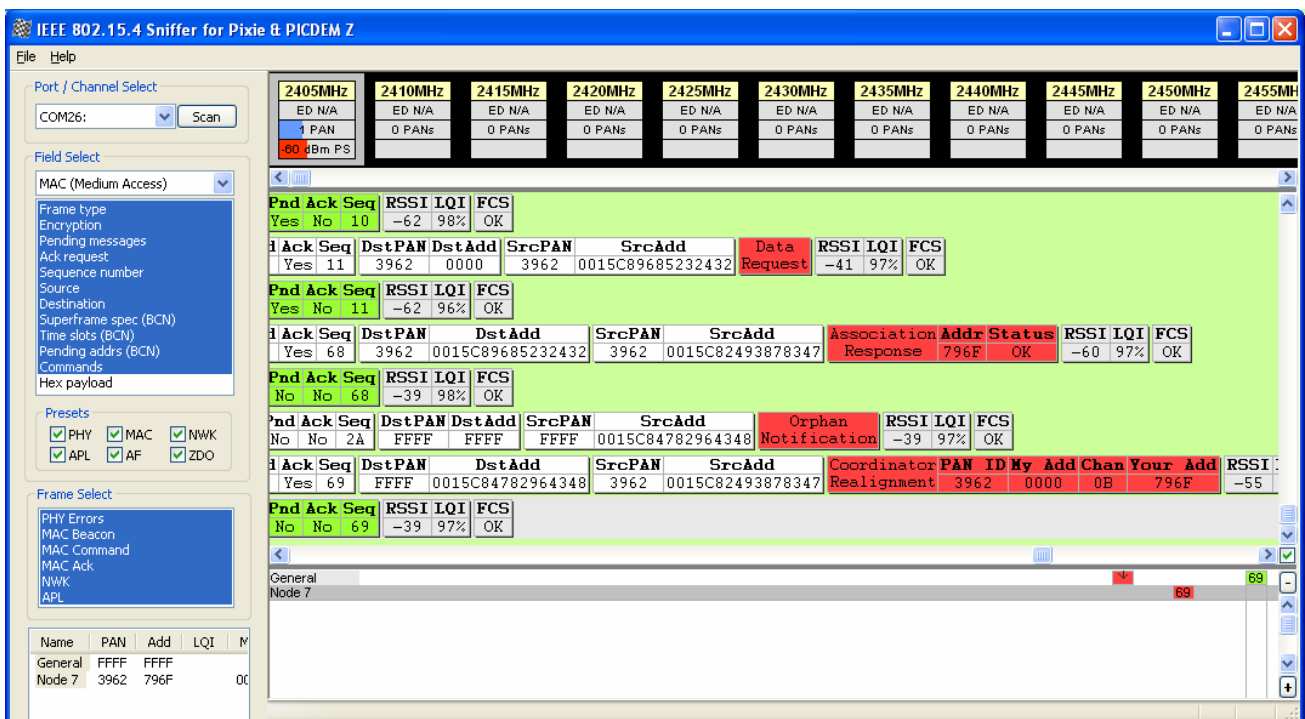 IEEE 802.15.4 Sniffer for Pixie & PICDEM Z
File Help
Port / Channel Select
COM26: Scan
Field Select
MAC (Medium Access)
Frame type
Encryption
Pending messages
Ack request
Sequence number
Source
Destination
Superframe spec (BCN)
Time slots (BCN)
Pending addrs (BCN)
Commands
Hex payload
Presets
PHY MAC NWK
APL AF ZDO
Frame Select
PHY Errors
MAC Beacon
MAC Command
MAC Ack
NWK
APL
Name PAN Add LQI M
General FFFF FFFF
Node 7 3962 796F 00
2405MHz 2410MHz 2415MHz 2420MHz 2425MHz 2430MHz 2435MHz 2440MHz 2445MHz 2450MHz 2455MH
ED N/A ED N/A ED N/A ED N/A ED N/A ED N/A ED N/A ED N/A ED N/A ED N/A ED N/A
1 PAN 0 PANs 0 PANs 0 PANs 0 PANs 0 PANs 0 PANs 0 PANs 0 PANs 0 PANs 0 PANs
-60 dBm PS
Pnd Ack Seq RSSI LQI FCS
Yes No 10 -62 98% OK
d Ack Seq DstPAN DstAdd SrcPAN SrcAdd Data RSSI LQI FCS
Yes 11 3962 0000 3962 0015C89685232432 Request -41 97% OK
Pnd Ack Seq RSSI LQI FCS
Yes No 11 -62 96% OK
d Ack Seq DstPAN DstAdd SrcPAN SrcAdd Association Addr Status RSSI LQI FCS
Yes 68 3962 0015C89685232432 3962 0015C82493878347 Response 796F OK -60 97% OK
Pnd Ack Seq RSSI LQI FCS
No No 68 -39 98% OK
Pnd Ack Seq DstPAN DstAdd SrcPAN SrcAdd Orphan RSSI LQI FCS
No No 2A FFFF FFFF FFFF 0015C84782964348 Notification -39 97% OK
d Ack Seq DstPAN DstAdd SrcPAN SrcAdd Coordinator PAN ID My Add Chan Your Add RSSI
Yes 69 FFFF 0015C84782964348 3962 0015C82493878347 Realignment 3962 0000 0B 796F -55
Pnd Ack Seq RSSI LQI FCS
No No 69 -39 97% OK
General 69
Node 7 69